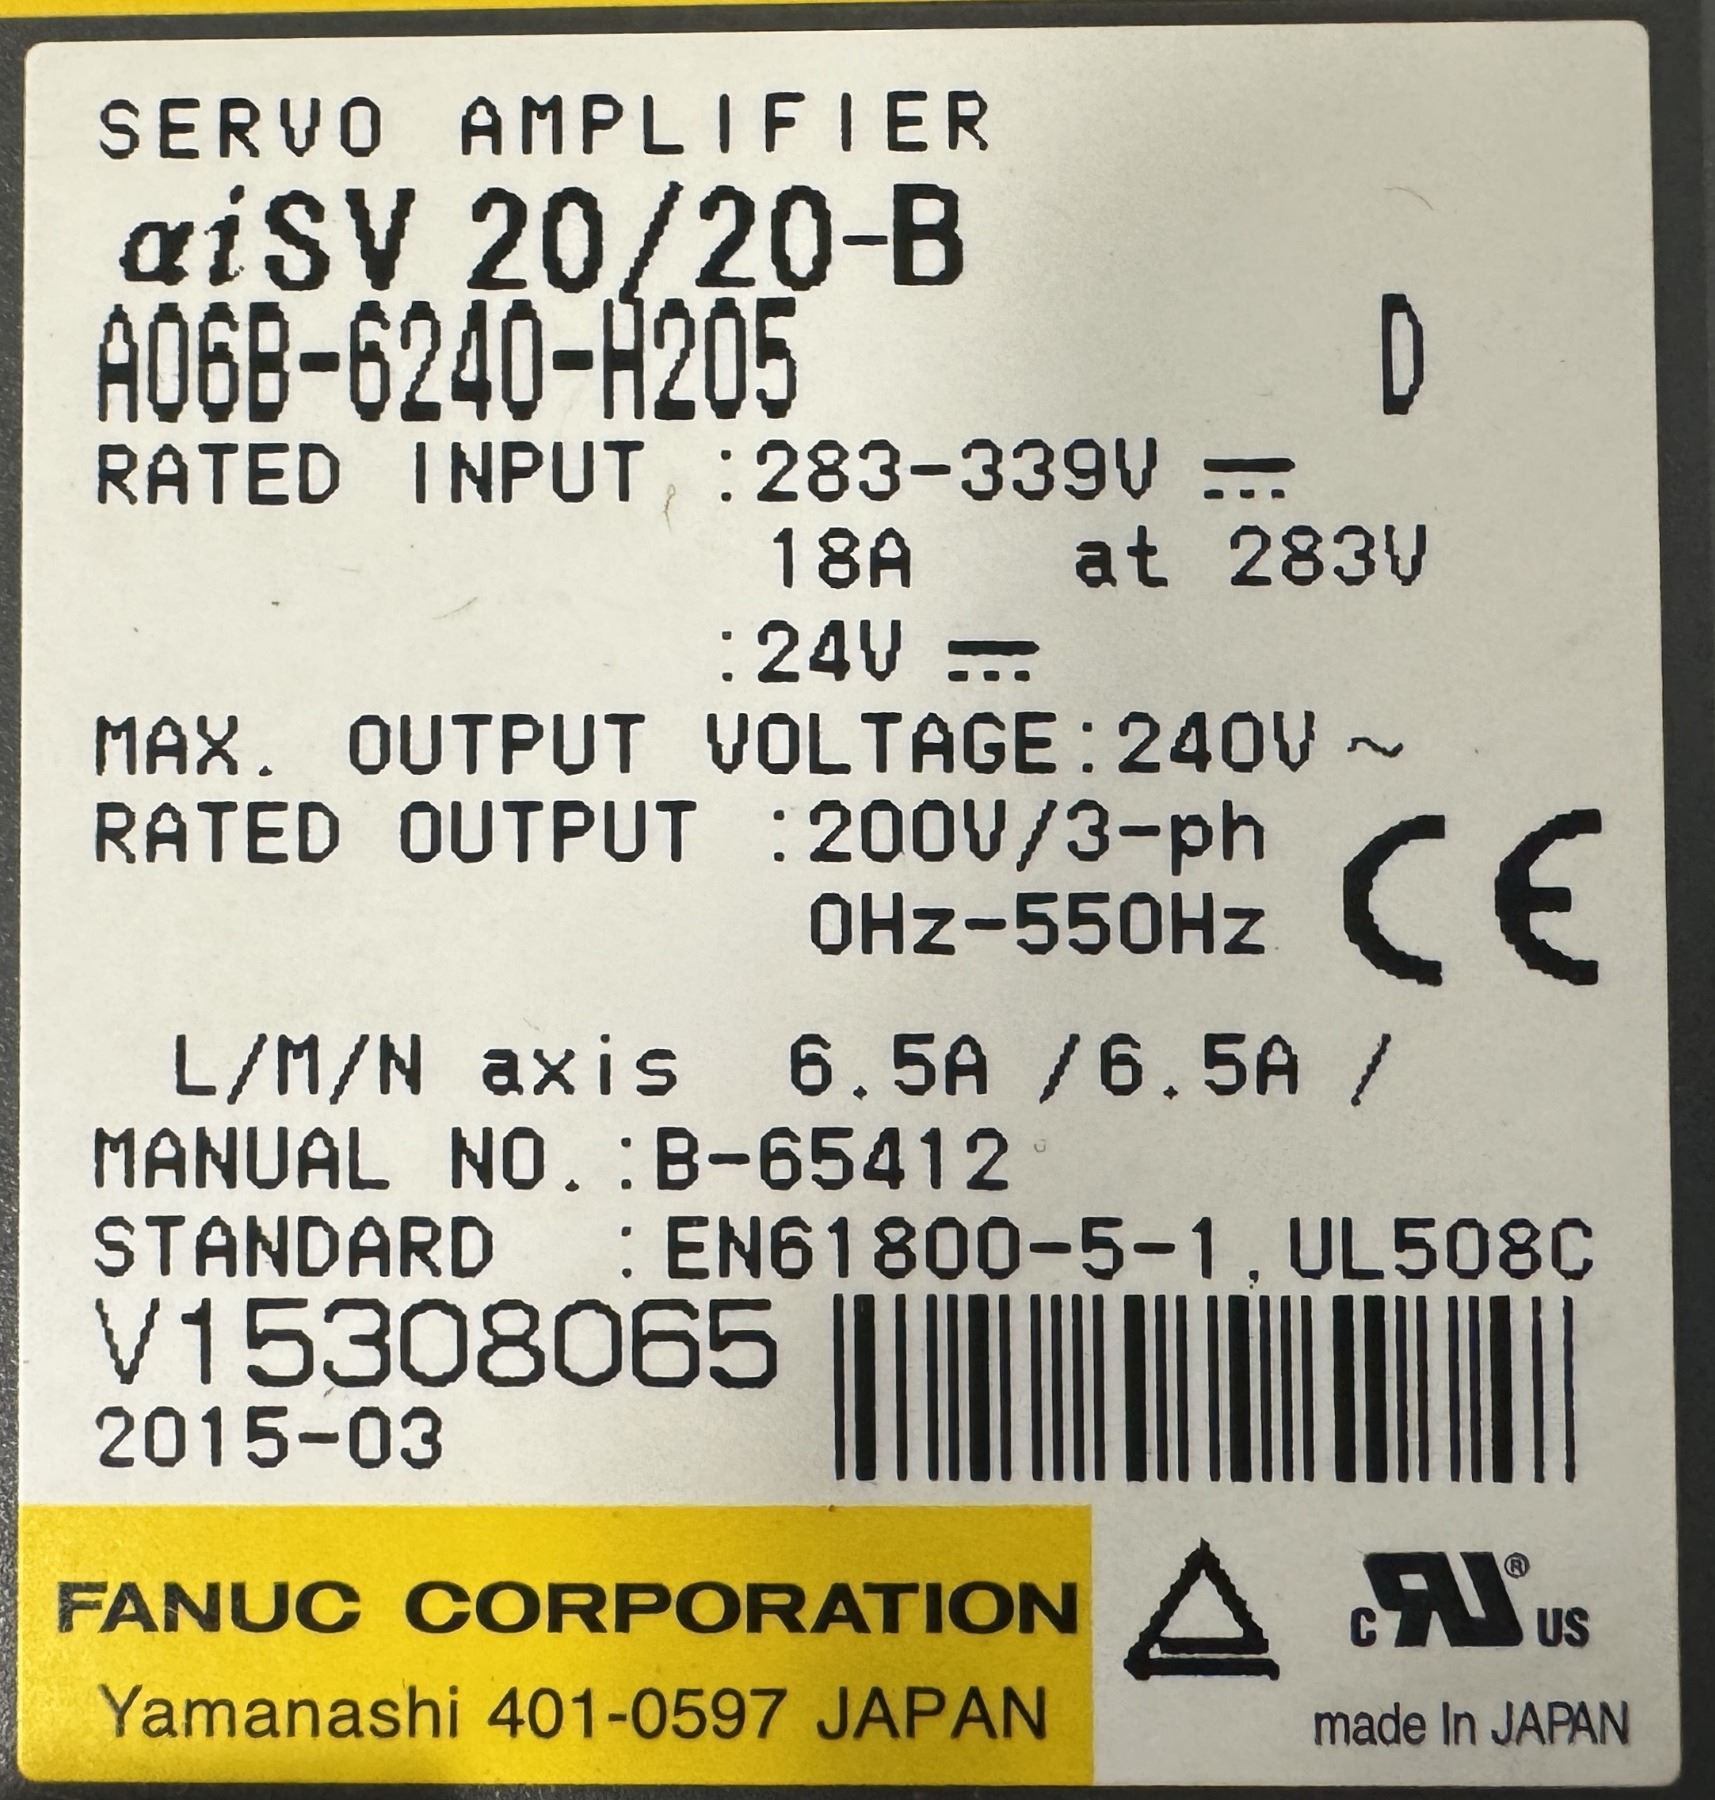 SERVO AMPLIFIER
αiSV 20/20-B
A06B-6240-H205 D
RATED INPUT :283-339V ⎓
18A at 283V
:24V ⎓
MAX. OUTPUT VOLTAGE:240V~
RATED OUTPUT :200V/3-ph
0Hz-550Hz
CE
L/M/N axis 6.5A /6.5A /
MANUAL NO.:B-65412
STANDARD :EN61800-5-1,UL508C
V15308065
2015-03
FANUC CORPORATION
Yamanashi 401-0597 JAPAN
c RU ® US
made In JAPAN